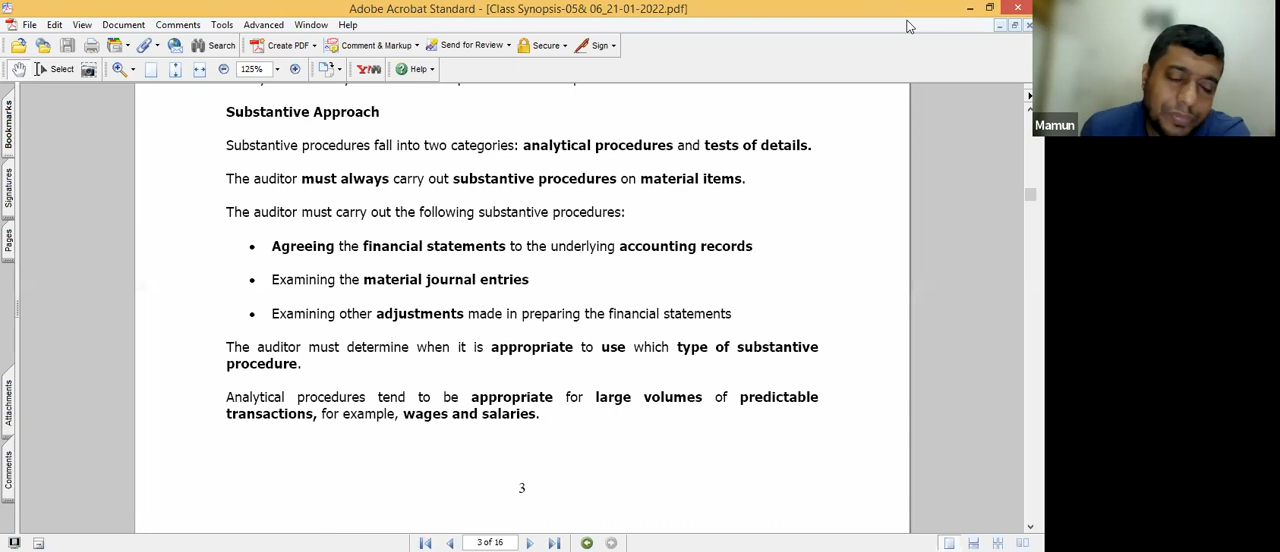 Adobe Acrobat Standard - [Class Synopsis-05& 06_21-01-2022.pdf]
File Edit View Document Comments Tools Advanced Window Help
Search Create PDF Comment & Markup Send for Review Secure Sign
Select 125% Y! Help
Bookmarks
Signatures
Pages
Attachments
Comments
Substantive Approach
Substantive procedures fall into two categories: analytical procedures and tests of details.
The auditor must always carry out substantive procedures on material items.
The auditor must carry out the following substantive procedures:
• Agreeing the financial statements to the underlying accounting records
• Examining the material journal entries
• Examining other adjustments made in preparing the financial statements
The auditor must determine when it is appropriate to use which type of substantive
procedure.
Analytical procedures tend to be appropriate for large volumes of predictable
transactions, for example, wages and salaries.
3
3 of 16
Mamun